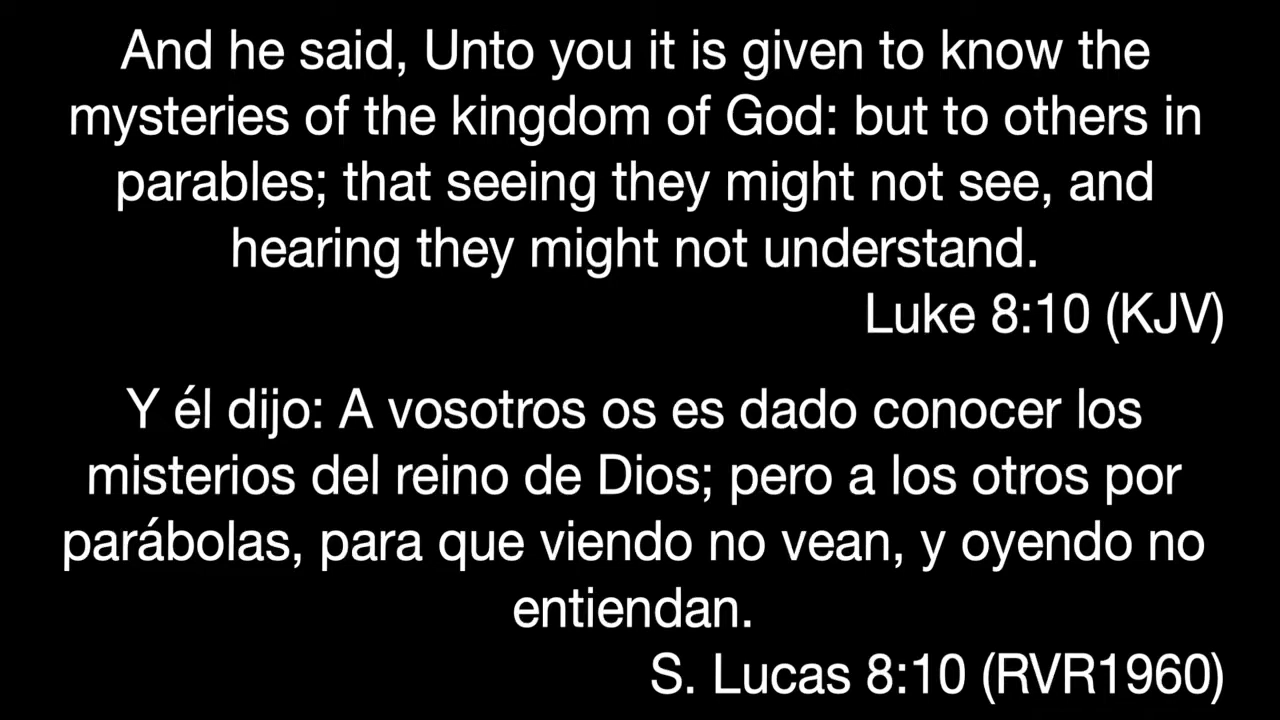 And he said, Unto you it is given to know the
mysteries of the kingdom of God: but to others in
parables; that seeing they might not see, and
hearing they might not understand.
Luke 8:10 (KJV)
Y él dijo: A vosotros os es dado conocer los
misterios del reino de Dios; pero a los otros por
parábolas, para que viendo no vean, y oyendo no
entiendan.
S. Lucas 8:10 (RVR1960)